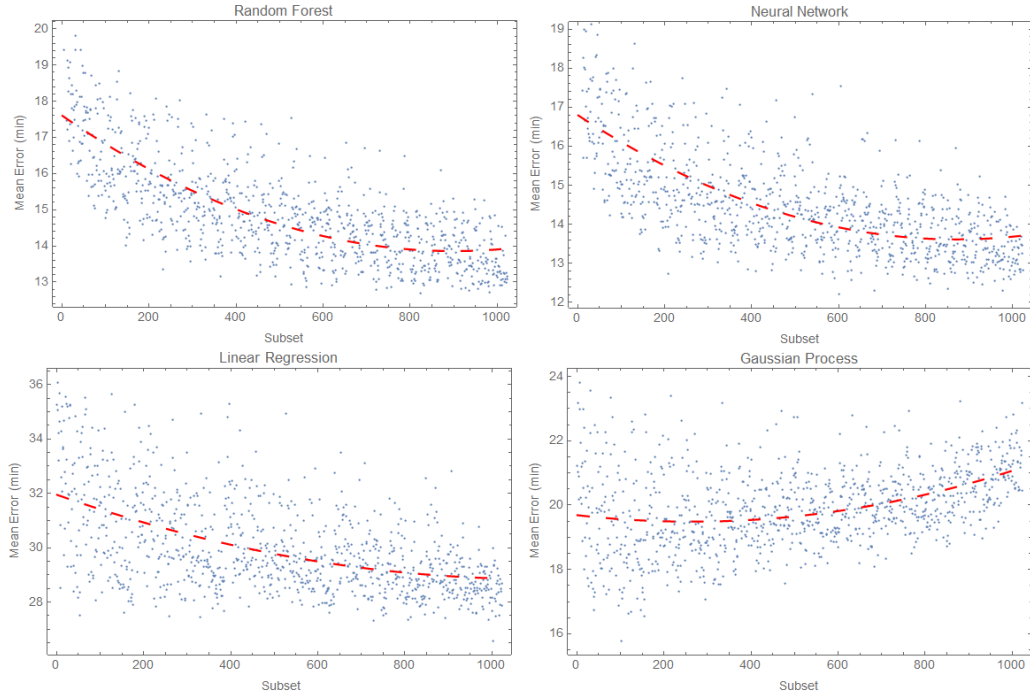 Random Forest
Mean Error (min)
20
19
18
17
16
15
14
13
0 200 400 600 800 1000
Subset
Neural Network
Mean Error (min)
19
18
17
16
15
14
13
12
0 200 400 600 800 1000
Subset
Linear Regression
Mean Error (min)
36
34
32
30
28
0 200 400 600 800 1000
Subset
Gaussian Process
Mean Error (min)
24
22
20
18
16
0 200 400 600 800 1000
Subset